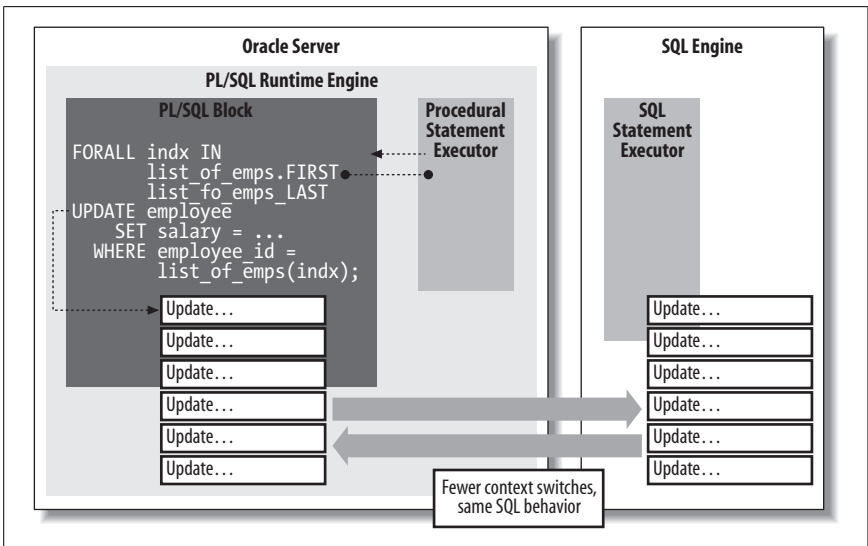 Oracle Server
PL/SQL Runtime Engine
PL/SQL Block
FORALL indx IN
list_of_emps.FIRST
list_fo_emps_LAST
UPDATE employee
SET salary = ...
WHERE employee_id =
list_of_emps(indx);
Update...
Update...
Update...
Update...
Update...
Update...
Procedural
Statement
Executor
SQL Engine
SQL
Statement
Executor
Update...
Update...
Update...
Update...
Update...
Update...
Fewer context switches,
same SQL behavior